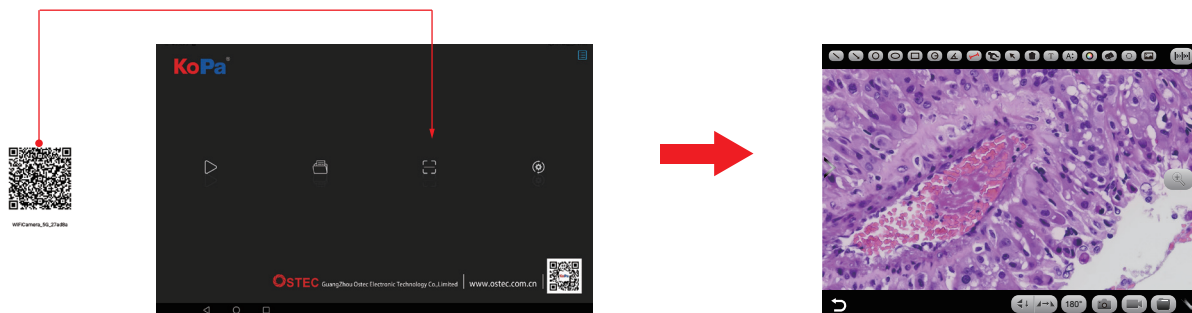 KoPa®
WiFiCamera_5G_27ad8a
OSTEC GuangZhou Ostec Electronic Technology Co.,Limited
www.ostec.com.cn
T
A
180°